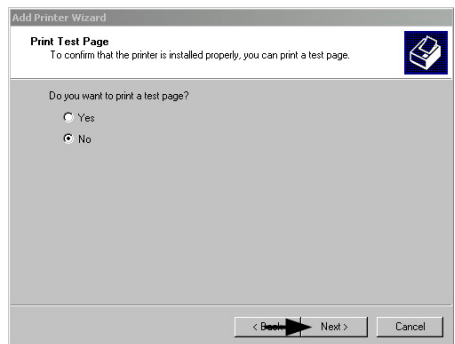 Add Printer Wizard
Print Test Page
To confirm that the printer is installed properly, you can print a test page.
Do you want to print a test page?
Yes
No
< Back Next > Cancel